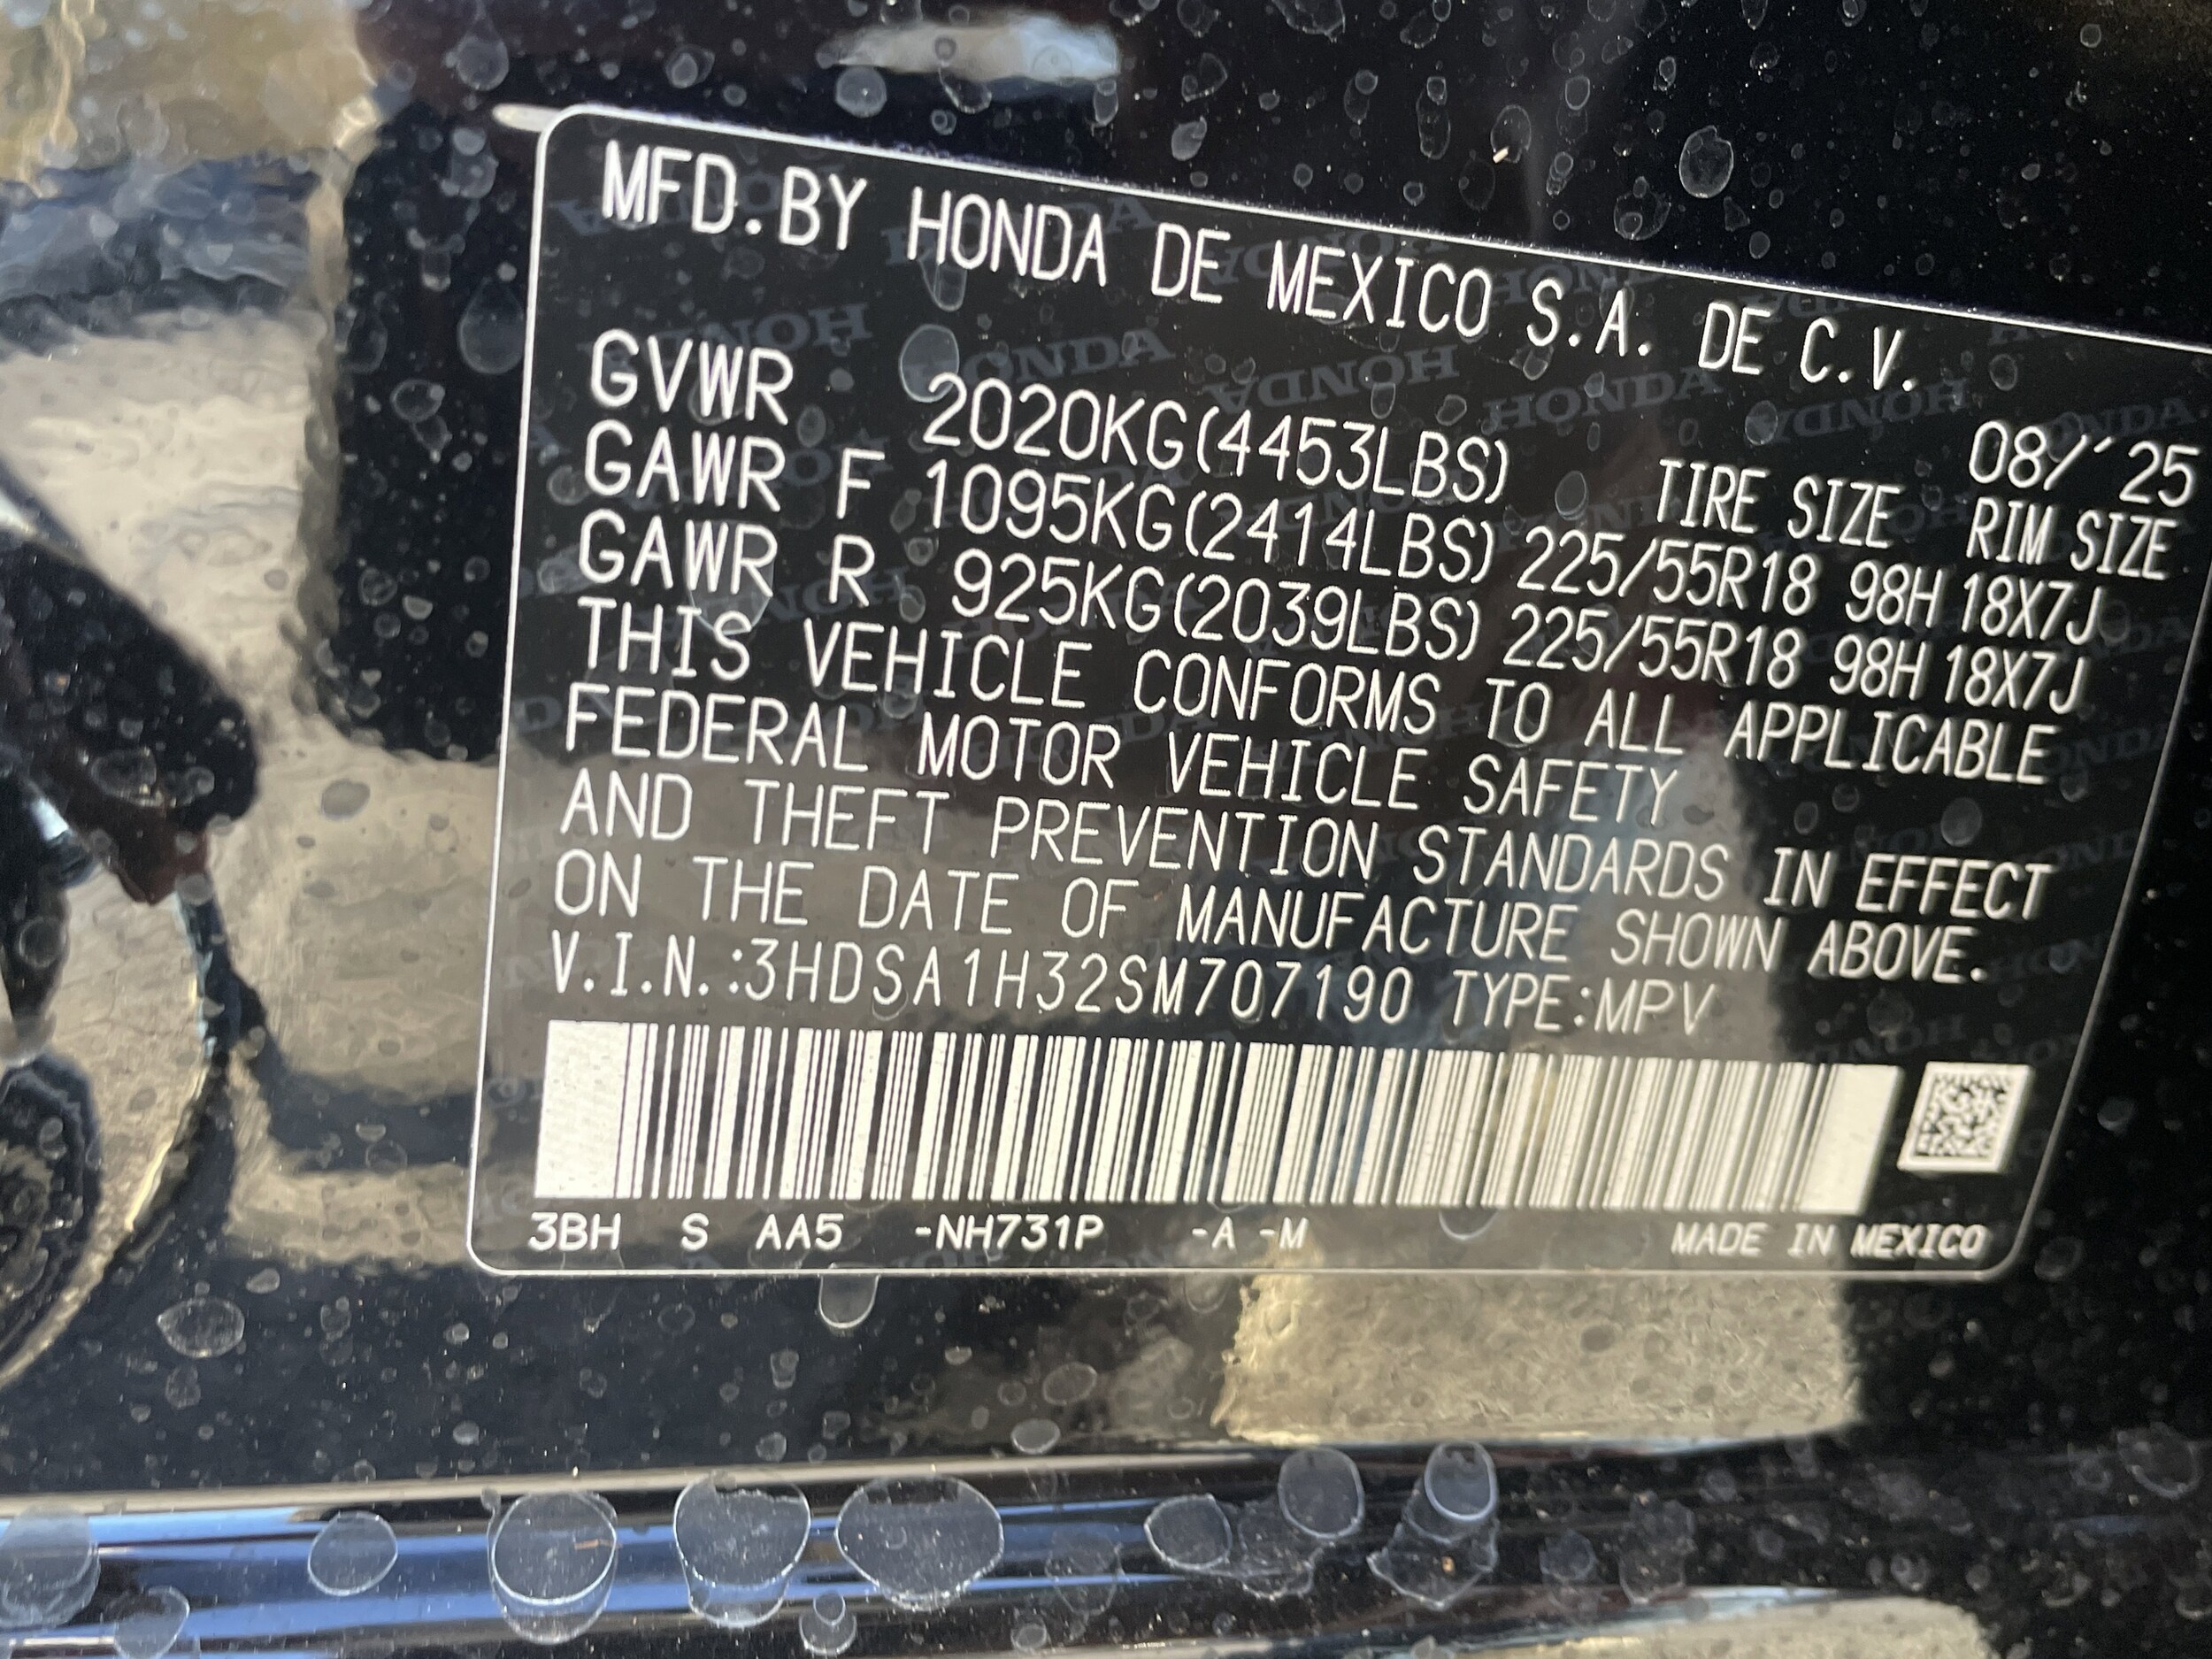 MFD.BY HONDA DE MEXICO S.A. DE C.V.
08/´25
GVWR 2020KG(4453LBS) TIRE SIZE RIM SIZE
GAWR F 1095KG(2414LBS) 225/55R18 98H 18X7J
GAWR R 925KG(2039LBS) 225/55R18 98H 18X7J
THIS VEHICLE CONFORMS TO ALL APPLICABLE
FEDERAL MOTOR VEHICLE SAFETY
AND THEFT PREVENTION STANDARDS IN EFFECT
ON THE DATE OF MANUFACTURE SHOWN ABOVE.
V.I.N.:3HDSA1H32SM707190 TYPE:MPV
3BH S AA5 -NH731P -A -M MADE IN MEXICO